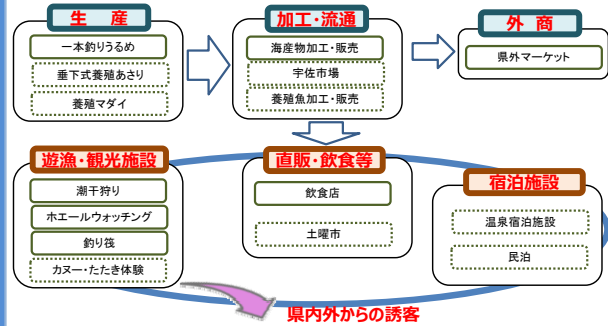 生 産
一本釣りうるめ
垂下式養殖あさり
養殖マダイ
加工・流通
海産物加工・販売
宇佐市場
養殖魚加工・販売
外 商
県外マーケット
遊漁・観光施設
潮干狩り
ホエールウォッチング
釣り筏
カヌー・たたき体験
直販・飲食等
飲食店
土曜市
宿泊施設
温泉宿泊施設
民泊
県内外からの誘客